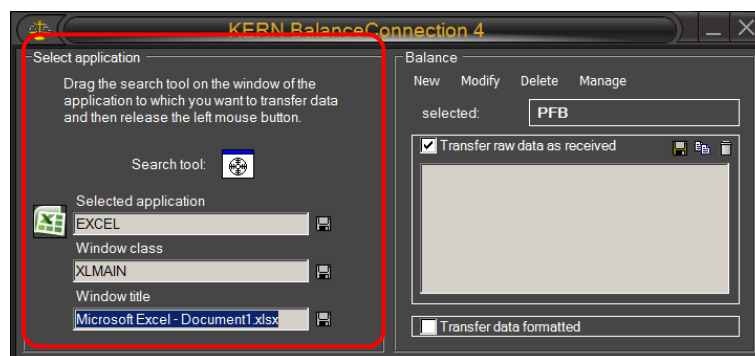 KERN BalanceConnection 4
Select application
Drag the search tool on the window of the
application to which you want to transfer data
and then release the left mouse button.
Search tool:
Selected application
EXCEL
Window class
XLMAIN
Window title
Microsoft Excel - Document1.xlsx
Balance
New Modify Delete Manage
selected: PFB
Transfer raw data as received
Transfer data formatted